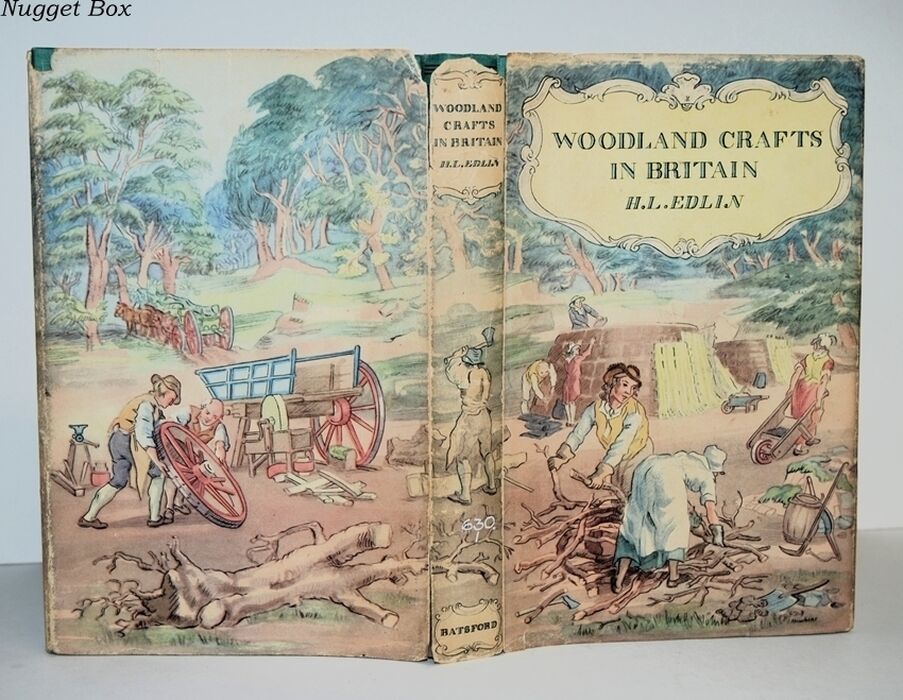 Nugget Box
WOODLAND
CRAFTS
IN BRITAIN
H.L.EDLIN
630
BATSFORD
WOODLAND CRAFTS
IN BRITAIN
H.L.EDLIN